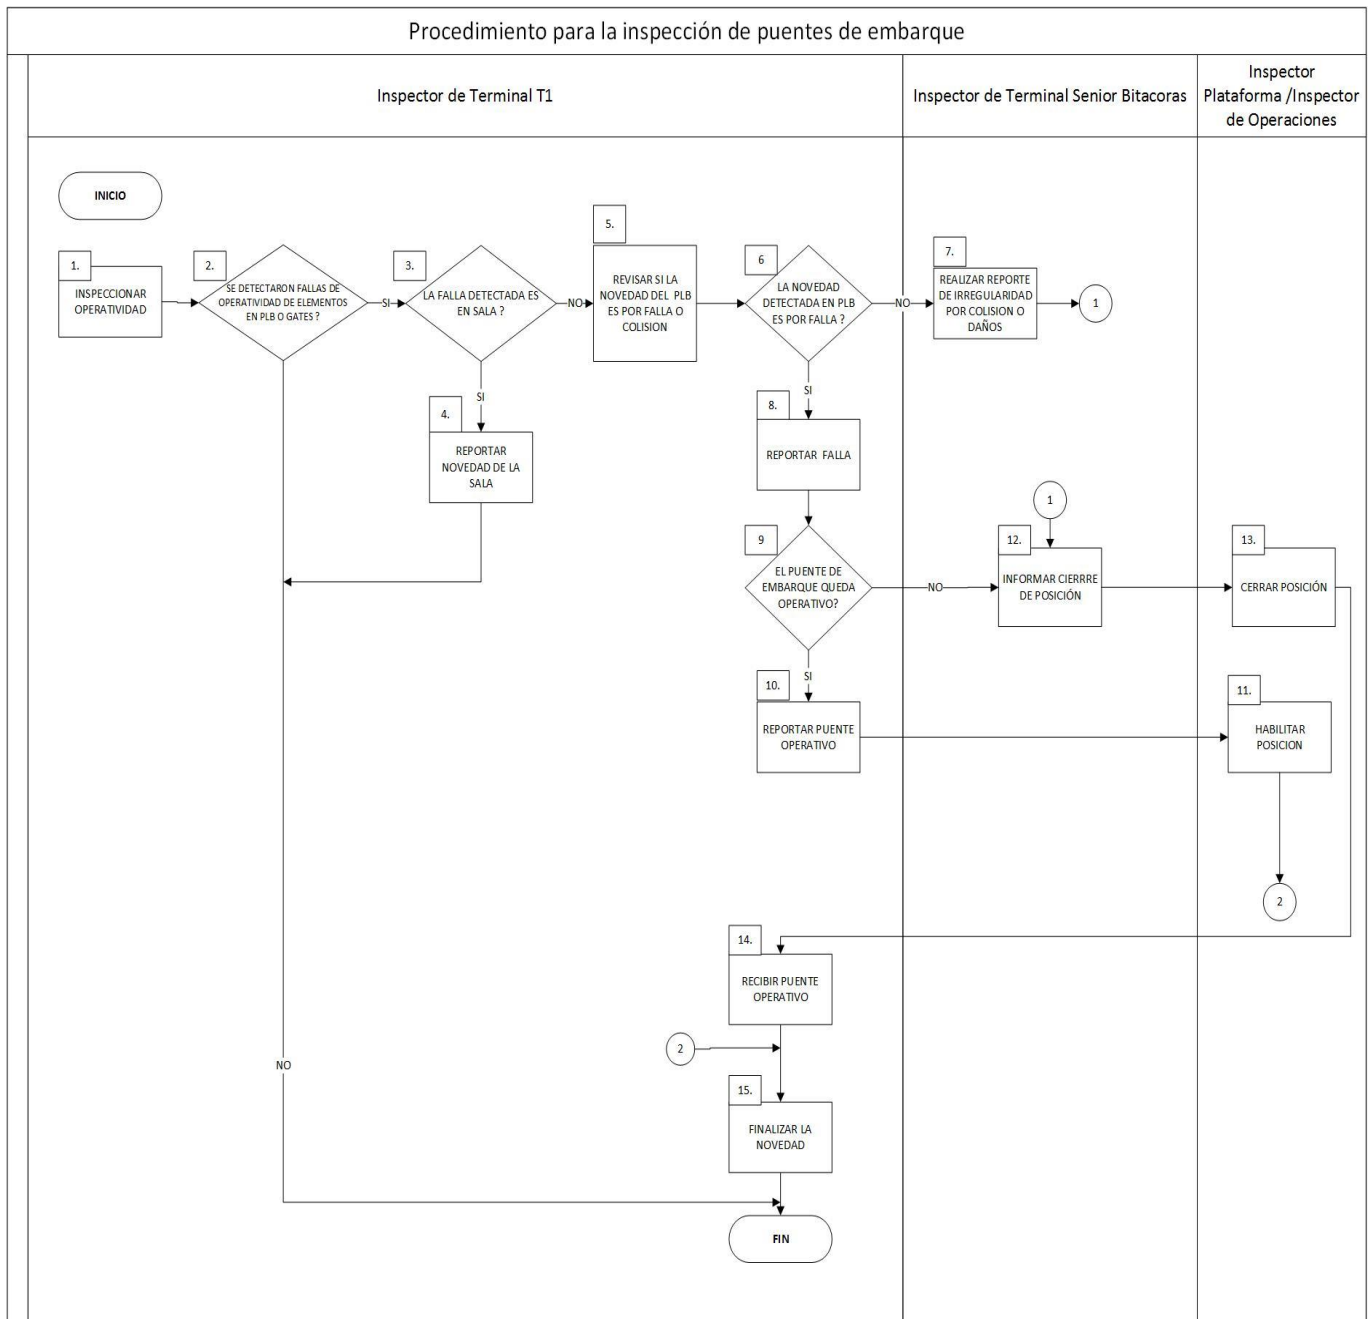 Procedimiento para la inspección de puentes de embarque
Inspector de Terminal T1
Inspector de Terminal Senior Bitacoras
Inspector
Plataforma /Inspector
de Operaciones
INICIO
1.
INSPECCIONAR
OPERATIVIDAD
2.
SE DETECTARON FALLAS DE
OPERATIVIDAD DE ELEMENTOS
EN PLB O GATES ?
SI
3.
LA FALLA DETECTADA ES
EN SALA ?
NO
5.
REVISAR SI LA
NOVEDAD DEL PLB
ES POR FALLA O
COLISION
6
LA NOVEDAD
DETECTADA EN PLB
ES POR FALLA ?
NO
7.
REALIZAR REPORTE
DE IRREGULARIDAD
POR COLISION O
DAÑOS
1
SI
4.
REPORTAR
NOVEDAD DE LA
SALA
SI
8.
REPORTAR FALLA
9
EL PUENTE DE
EMBARQUE QUEDA
OPERATIVO?
NO
1
12.
INFORMAR CIERRRE
DE POSICIÓN
13.
CERRAR POSICIÓN
SI
10.
REPORTAR PUENTE
OPERATIVO
11.
HABILITAR
POSICION
2
14.
RECIBIR PUENTE
OPERATIVO
2
NO
15.
FINALIZAR LA
NOVEDAD
FIN